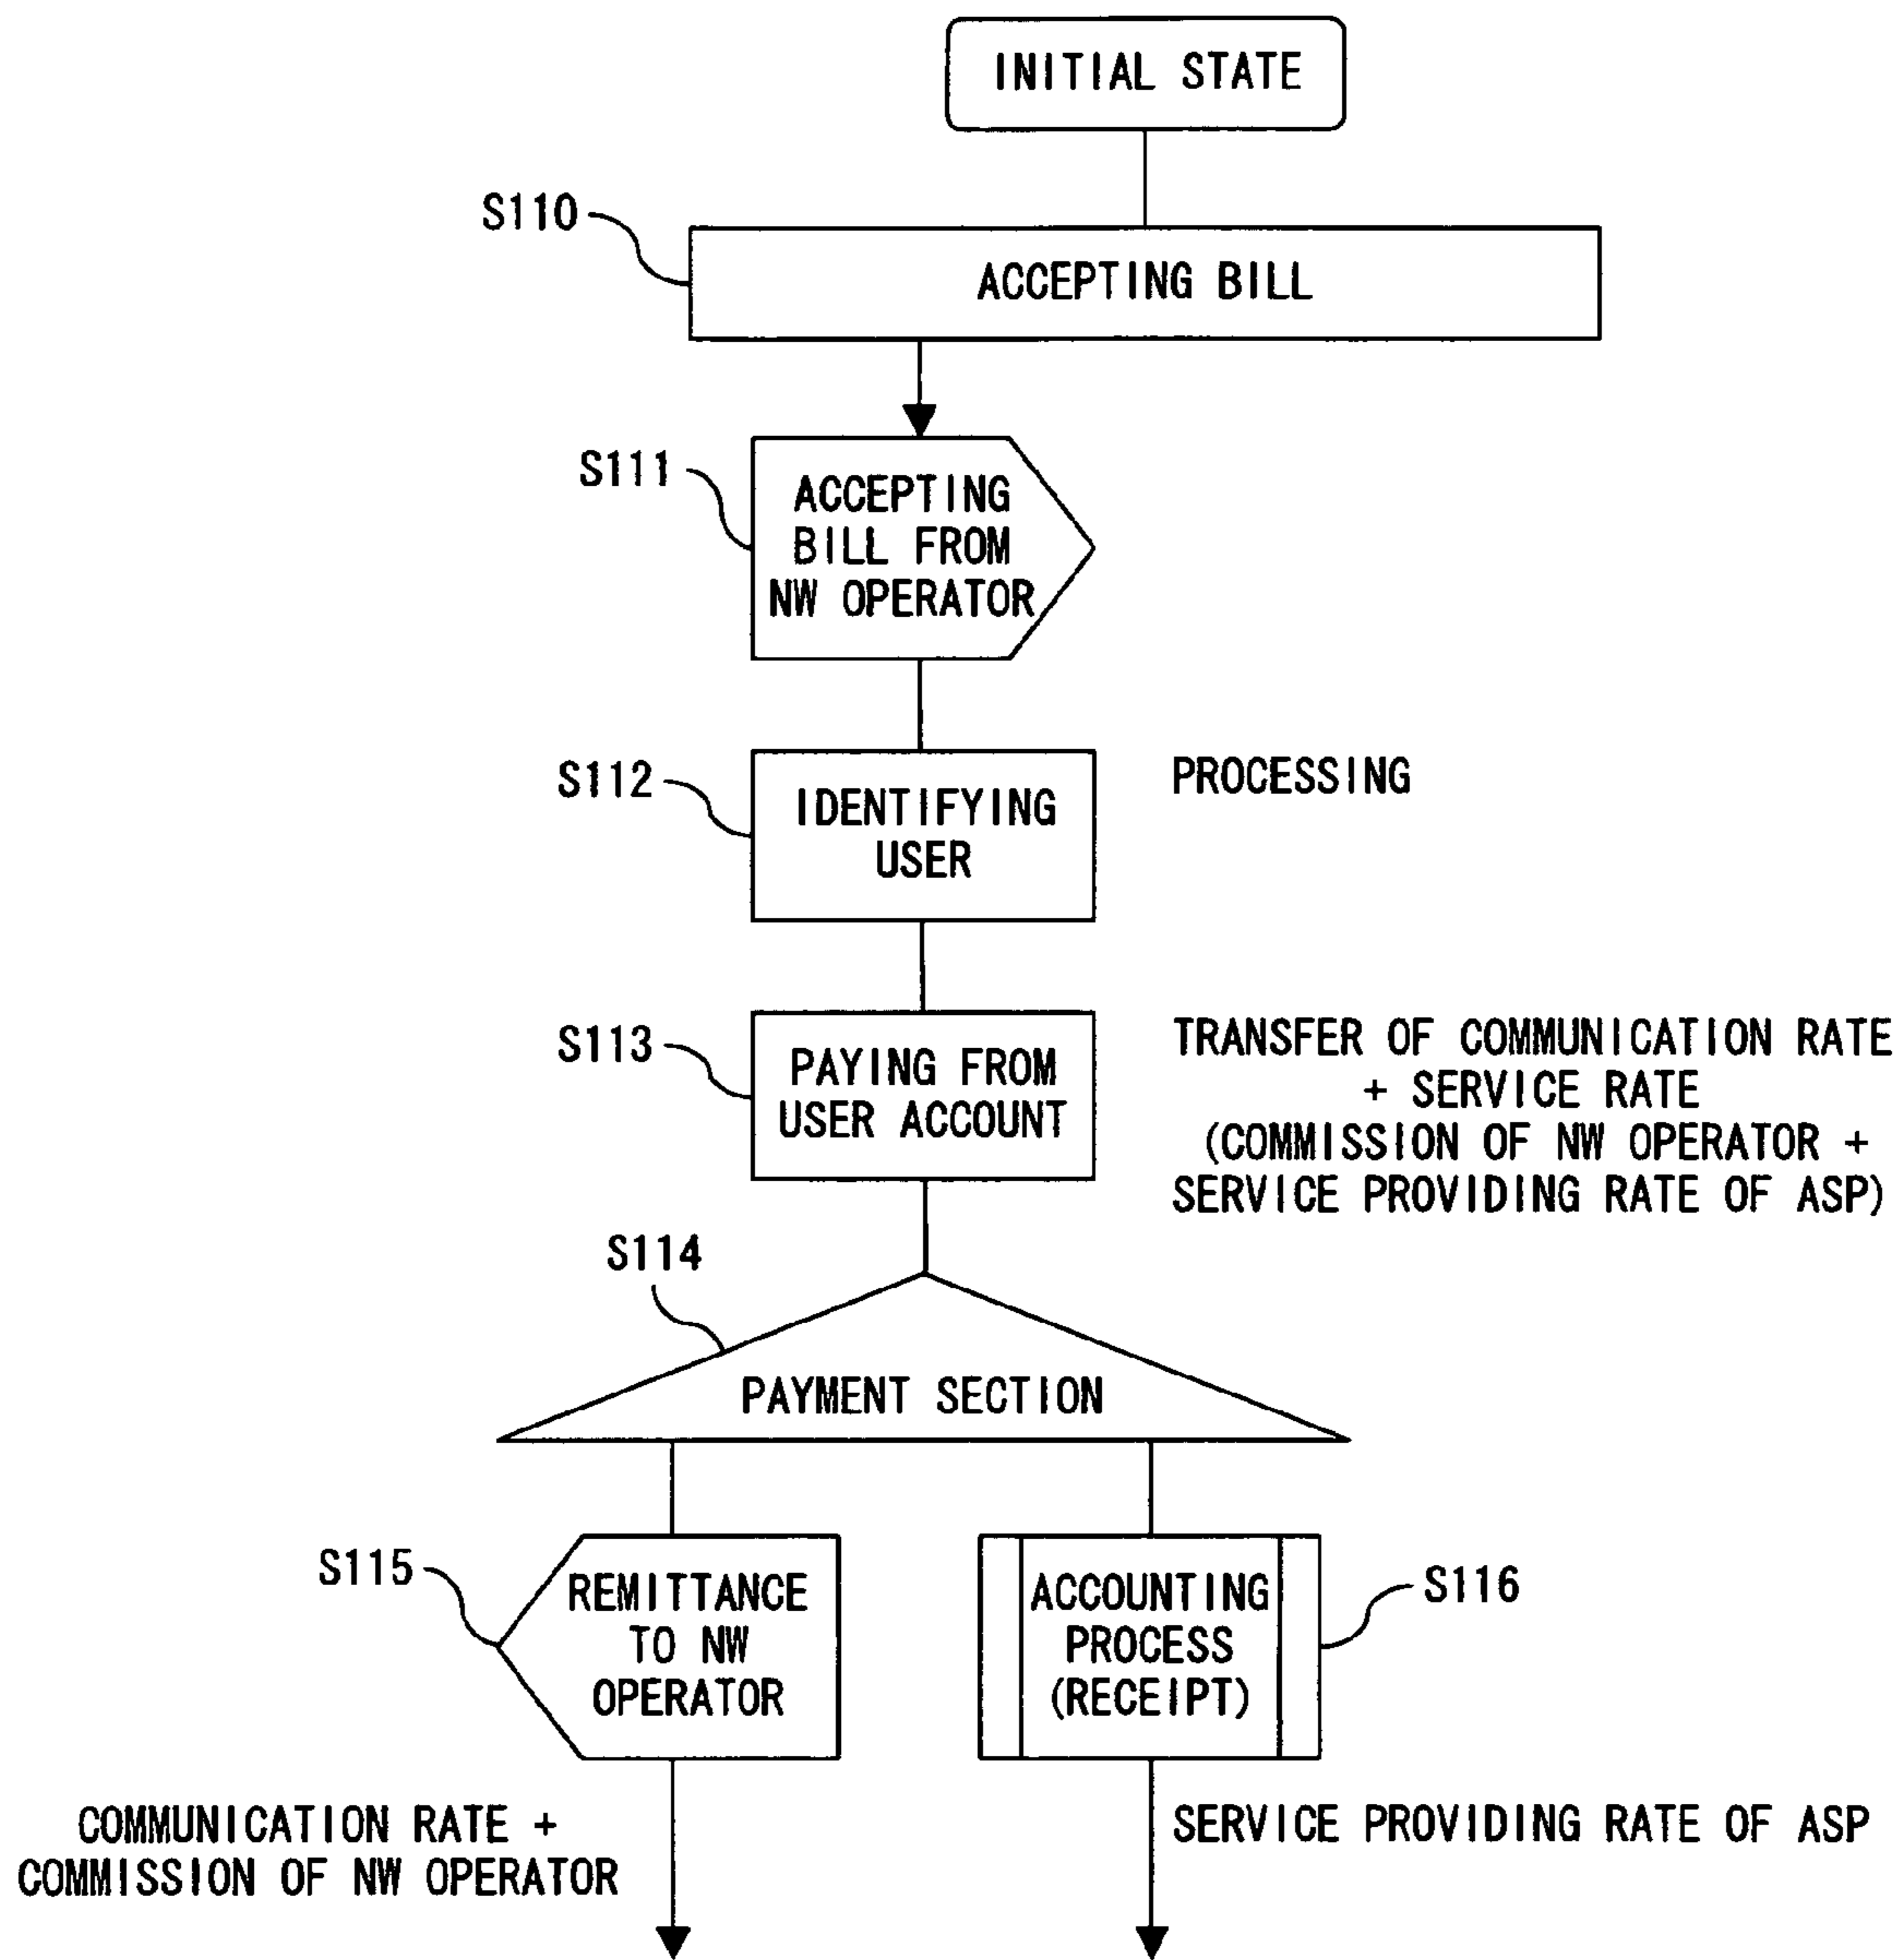 INITIAL STATE
S110
ACCEPTING BILL
S111
ACCEPTING
BILL FROM
NW OPERATOR
S112
IDENTIFYING
USER
PROCESSING
S113
PAYING FROM
USER ACCOUNT
TRANSFER OF COMMUNICATION RATE
+ SERVICE RATE
(COMMISSION OF NW OPERATOR +
SERVICE PROVIDING RATE OF ASP)
S114
PAYMENT SECTION
S115
REMITTANCE
TO NW
OPERATOR
ACCOUNTING
PROCESS
(RECEIPT)
S116
COMMUNICATION RATE +
COMMISSION OF NW OPERATOR
SERVICE PROVIDING RATE OF ASP